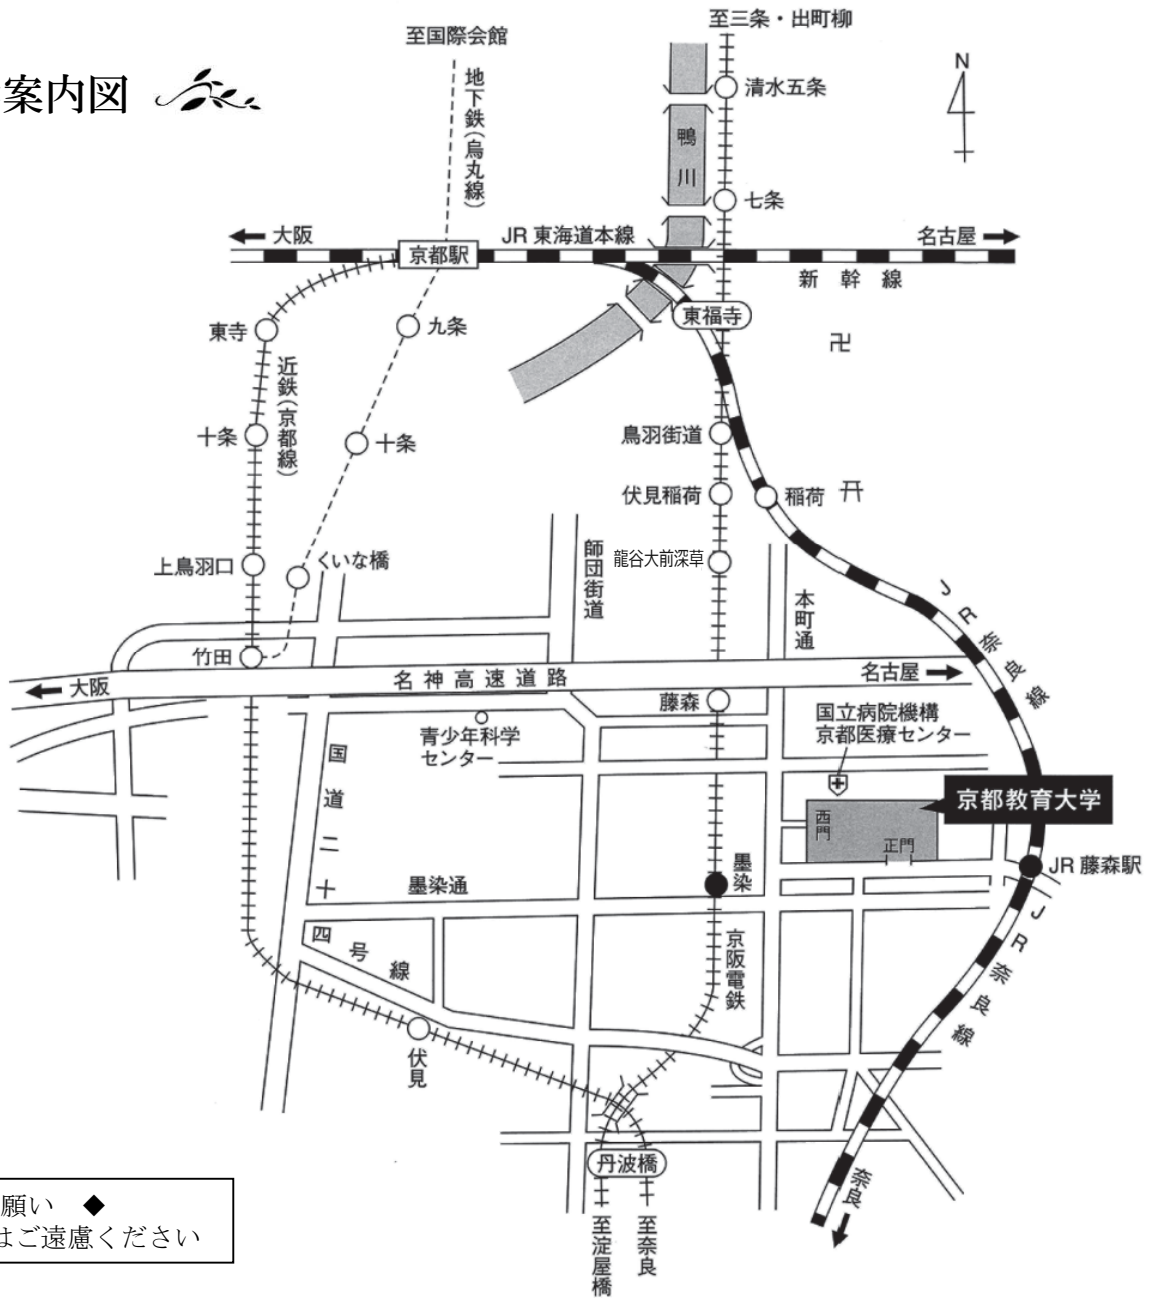 至三条・出町柳
至国際会館
案内図
地下鉄(烏丸線)
清水五条
N
鴨川
七条
大阪
JR 東海道本線
名古屋
京都駅
新幹線
東福寺
東寺
九条
卍
近鉄(京都線)
十条
十条
鳥羽街道
伏見稲荷
稲荷
上鳥羽口
くいな橋
師団街道
龍谷大前深草
本町通
JR奈良線
竹田
大阪
名神高速道路
名古屋
藤森
国立病院機構
京都医療センター
青少年科学
センター
国道二十四号線
京都教育大学
西門
正門
墨染
JR 藤森駅
墨染通
京阪電鉄
JR奈良線
伏見
丹波橋
奈良
願い ◆
はご遠慮ください
至淀屋橋
至奈良